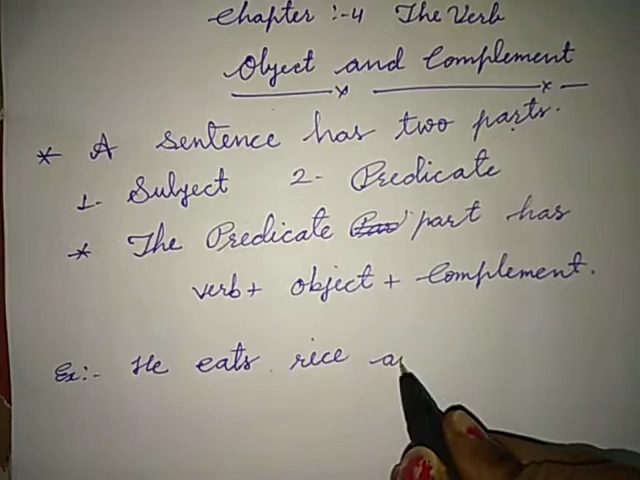 Chapter :-4 The Verb
Object and Complement
* A sentence has two parts.
1. Subject 2- Predicate
* The Predicate part has
verb + object + Complement.
Ex:- He eats rice